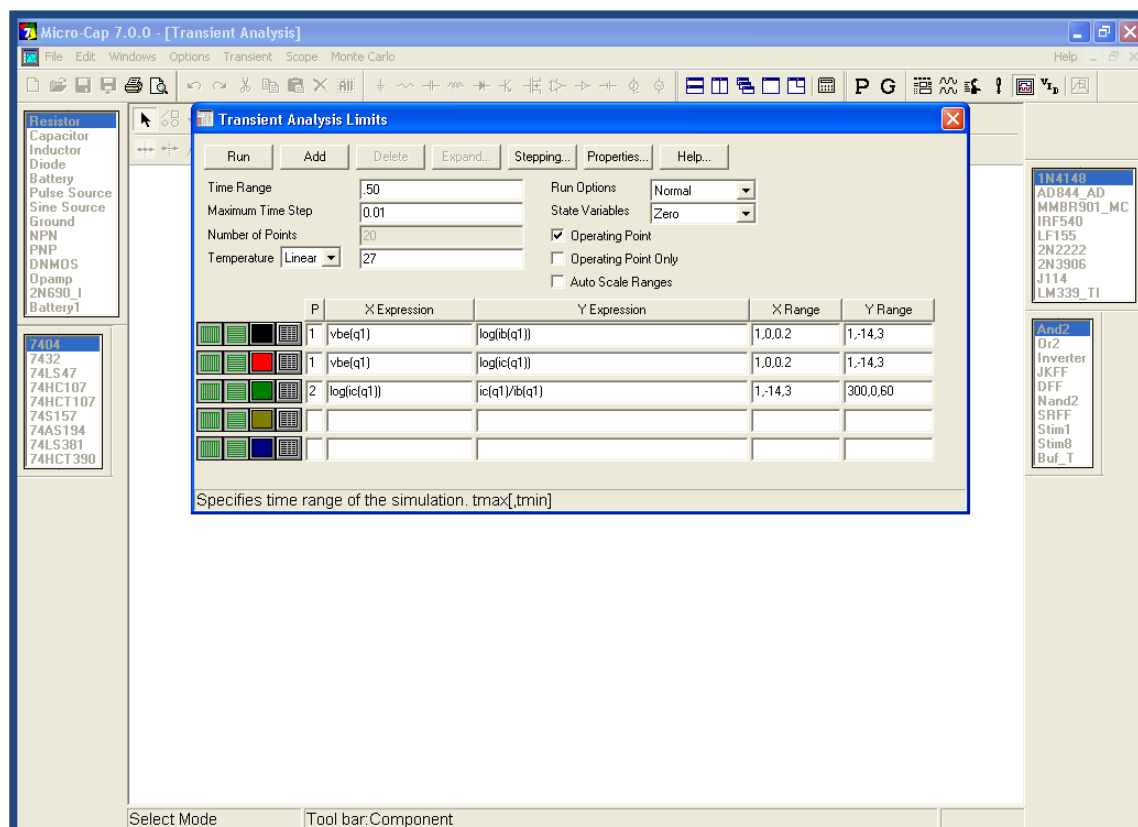 Micro-Cap 7.0.0 - [Transient Analysis]
File Edit Windows Options Transient Scope Monte Carlo Help
P G
Resistor
Capacitor
Inductor
Diode
Battery
Pulse Source
Sine Source
Ground
NPN
PNP
DNMOS
Opamp
2N690_I
Battery1
7404
7432
74LS47
74HC107
74HCT107
74S157
74AS194
74LS381
74HCT390
Transient Analysis Limits
Run Add Delete Expand... Stepping... Properties... Help...
Time Range .50 Run Options Normal
Maximum Time Step 0.01 State Variables Zero
Number of Points 20 Operating Point
Temperature Linear 27 Operating Point Only
Auto Scale Ranges
P X Expression Y Expression X Range Y Range
1 vbe(q1) log(ib(q1)) 1,0,0.2 1,-14,3
1 vbe(q1) log(ic(q1)) 1,0,0.2 1,-14,3
2 log(ic(q1)) ic(q1)/ib(q1) 1,-14,3 300,0,60
Specifies time range of the simulation. tmax[,tmin]
1N4148
AD844_AD
MMBR901_MC
IRF540
LF155
2N2222
2N3906
J114
LM339_TI
And2
Or2
Inverter
JKFF
DFF
Nand2
SRFF
Stim1
Stim8
Buf_T
Select Mode Tool bar:Component